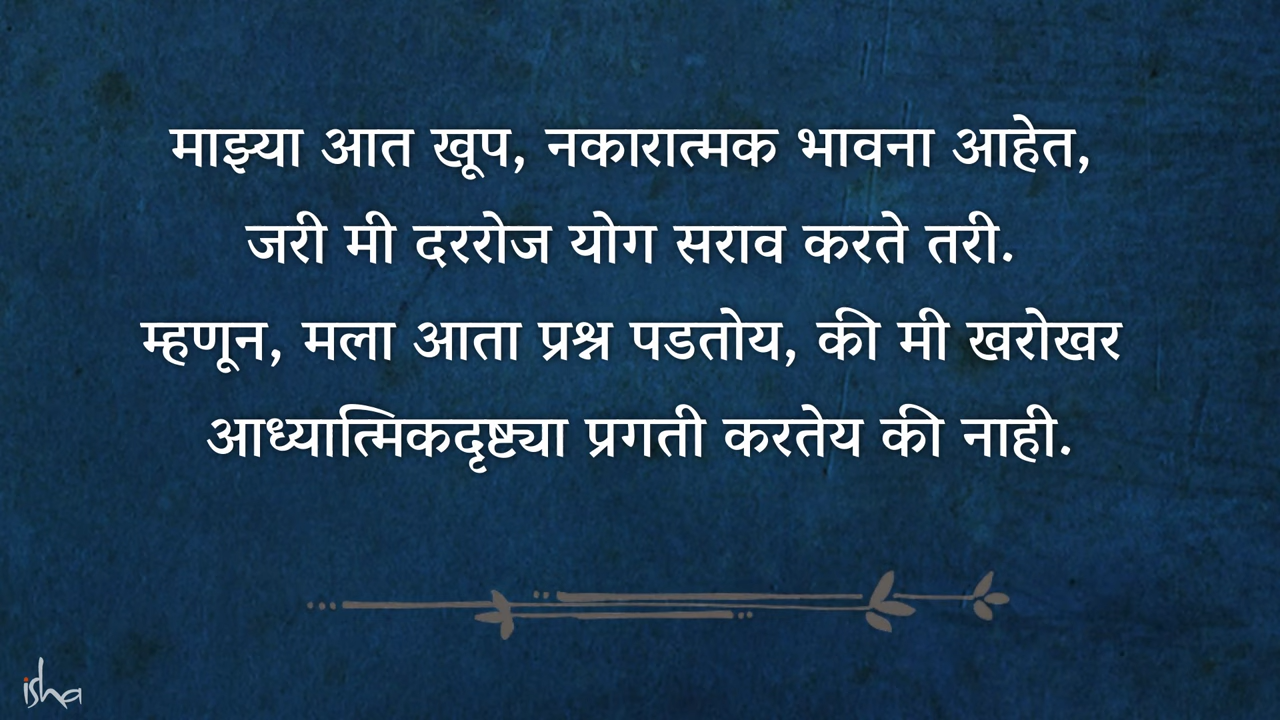 माझ्या आत खूप, नकारात्मक भावना आहेत,
जरी मी दररोज योग सराव करते तरी.
म्हणून, मला आता प्रश्न पडतोय, की मी खरोखर
आध्यात्मिकदृष्ट्या प्रगती करतेय की नाही.
isha